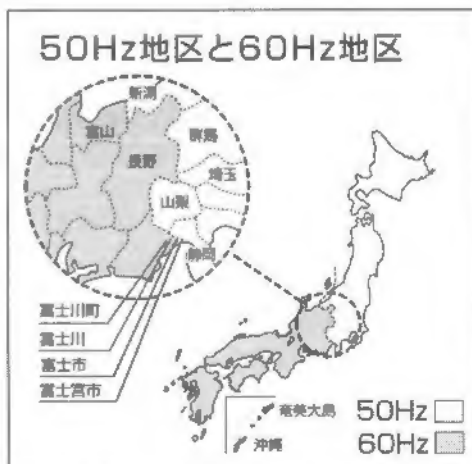 50Hz地区と60Hz地区
新潟
富山
群馬
長野
埼玉
山梨
静岡
富士川町
富士川
富士市
富士宮市
奄美大島
沖縄
50Hz
60Hz